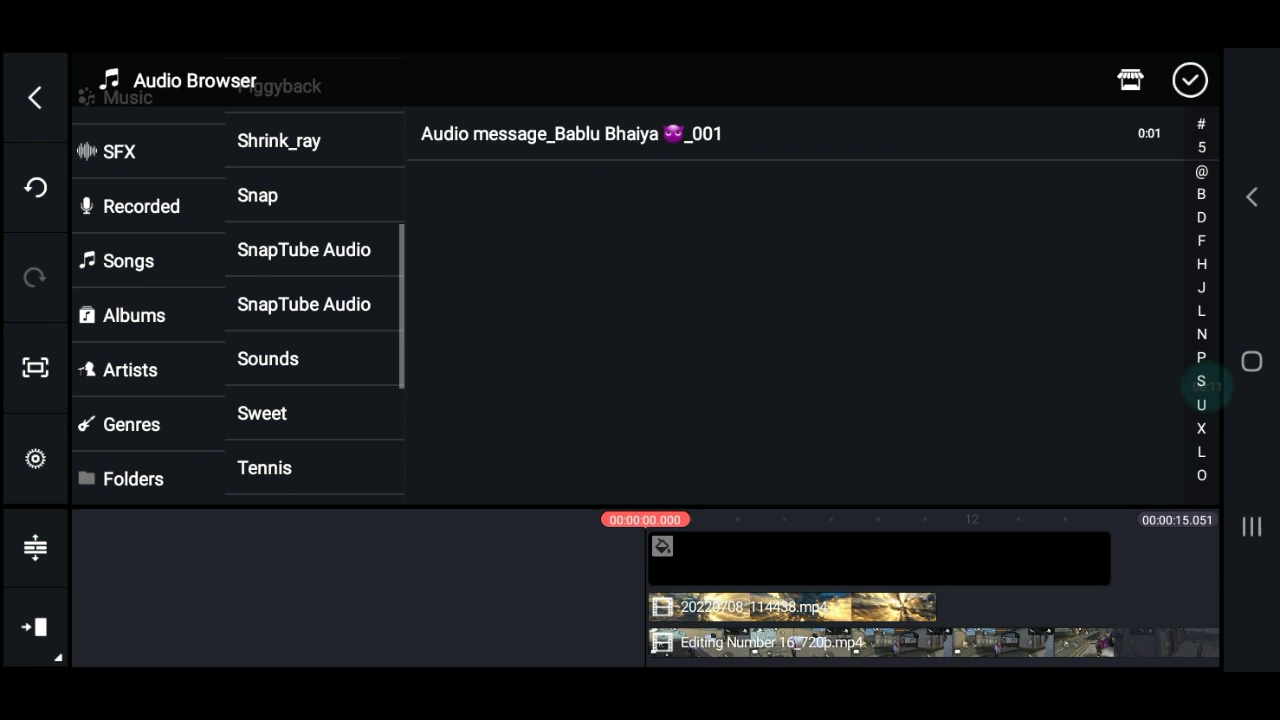 Audio Browser
Music
SFX
Recorded
Songs
Albums
Artists
Genres
Folders
Piggyback
Shrink_ray
Snap
SnapTube Audio
SnapTube Audio
Sounds
Sweet
Tennis
Audio message_Bablu Bhaiya 😈_001
0:01
#
5
@
B
D
F
H
J
L
N
P
S
U
X
L
O
00:11
00:00:00.000
12
00:00:15.051
20220708_114438.mp4
Editing Number 16_720p.mp4